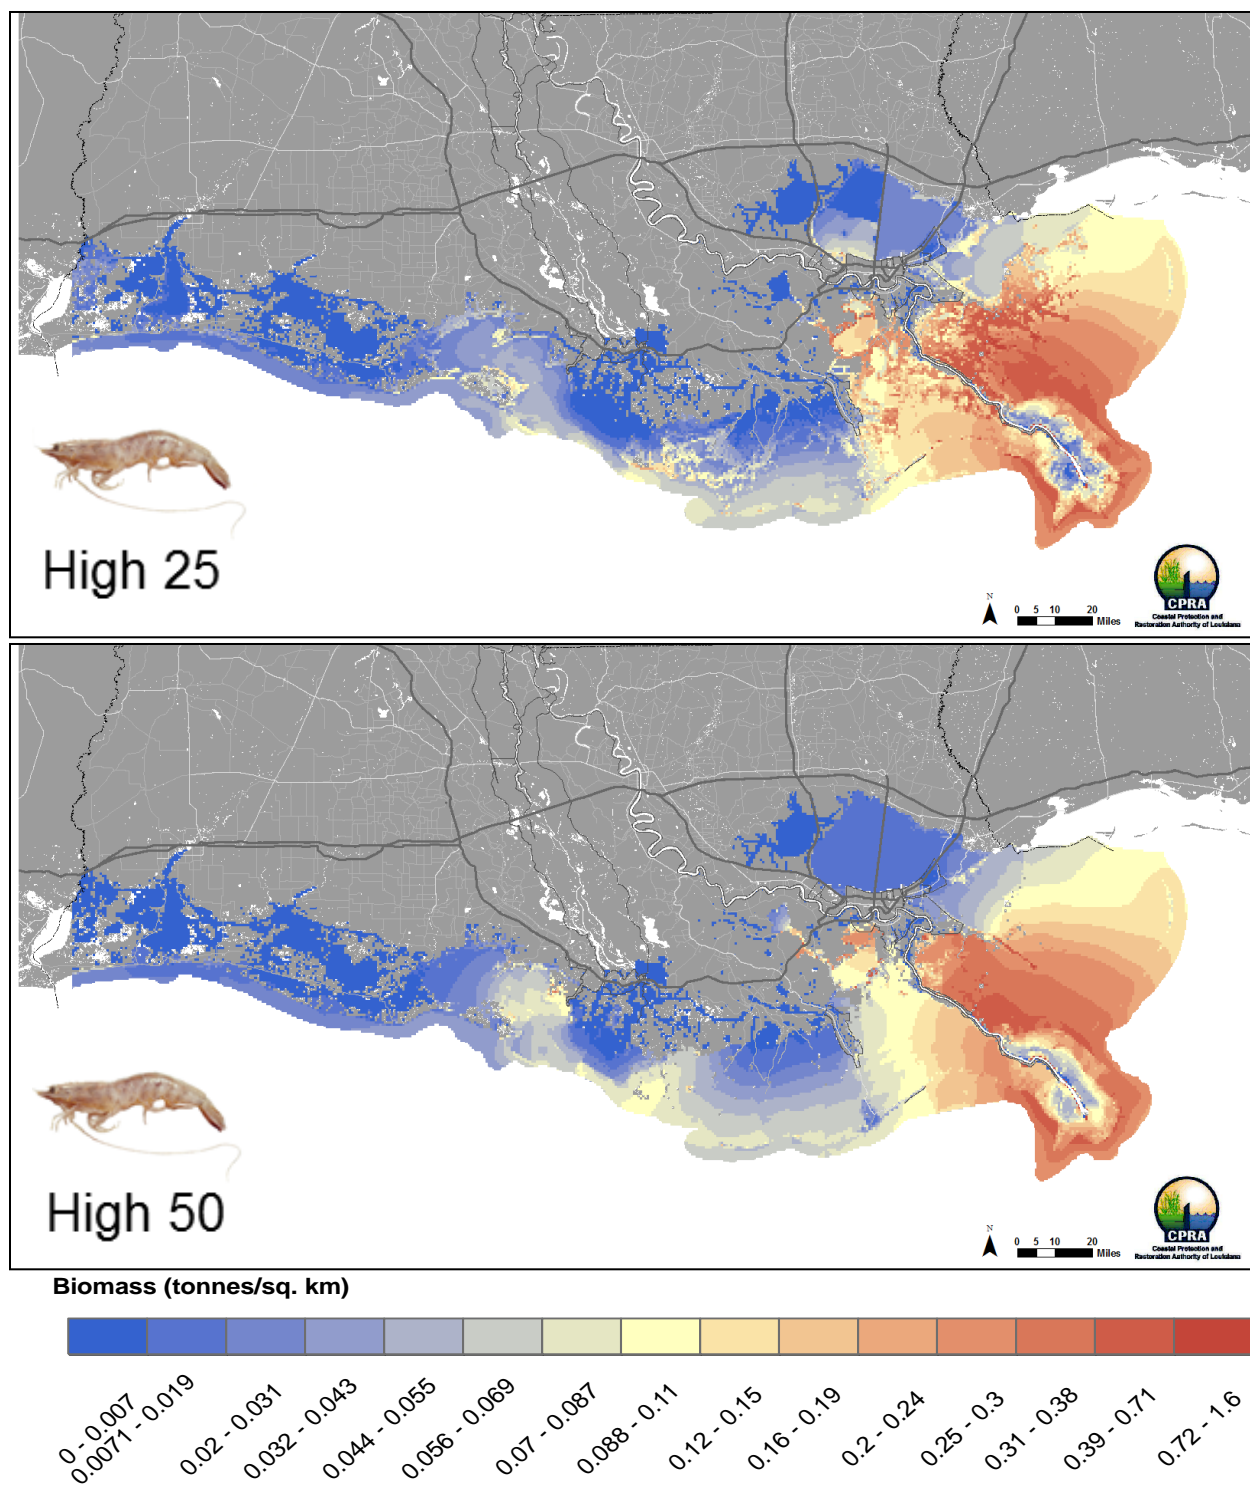 High 25
N
0 5 10 20
Miles
CPRA
Coastal Protection and
Restoration Authority of Louisiana
High 50
N
0 5 10 20
Miles
CPRA
Coastal Protection and
Restoration Authority of Louisiana
Biomass (tonnes/sq. km)
0 - 0.007
0.0071 - 0.019
0.02 - 0.031
0.032 - 0.043
0.044 - 0.055
0.056 - 0.069
0.07 - 0.087
0.088 - 0.11
0.12 - 0.15
0.16 - 0.19
0.2 - 0.24
0.25 - 0.3
0.31 - 0.38
0.39 - 0.71
0.72 - 1.6